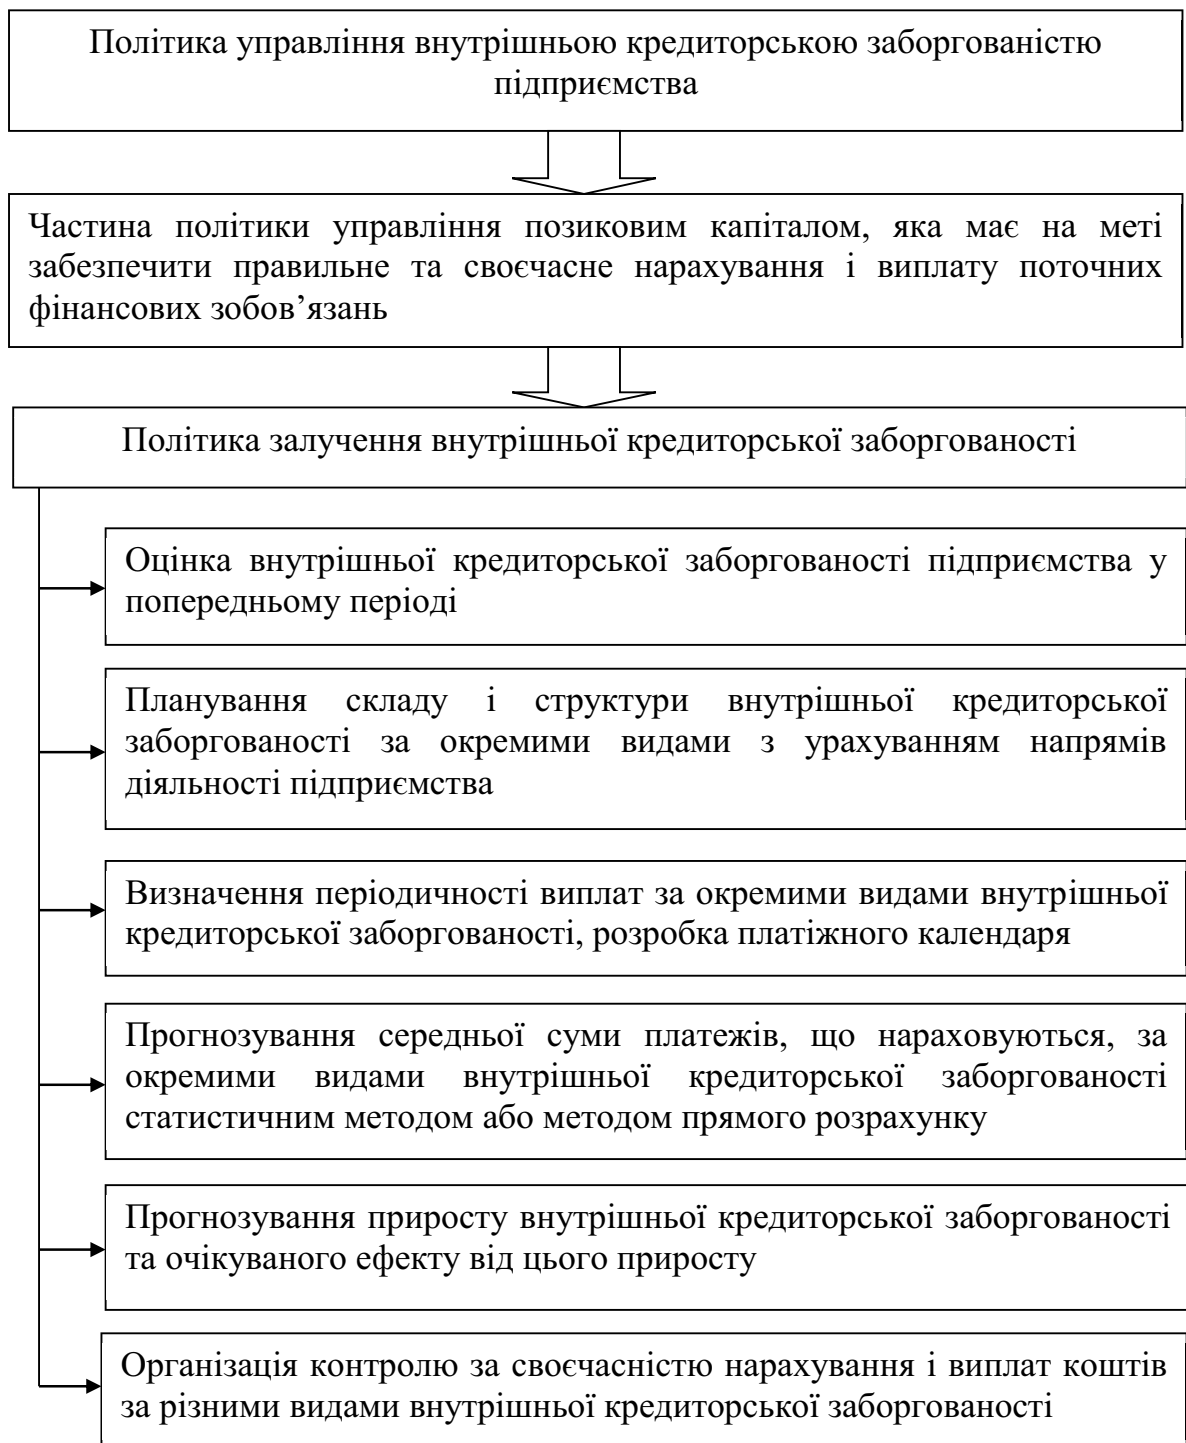 Політика управління внутрішньою кредиторською заборгованістю
підприємства
Частина політики управління позиковим капіталом, яка має на меті
забезпечити правильне та своєчасне нарахування і виплату поточних
фінансових зобов’язань
Політика залучення внутрішньої кредиторської заборгованості
Оцінка внутрішньої кредиторської заборгованості підприємства у
попередньому періоді
Планування складу і структури внутрішньої кредиторської
заборгованості за окремими видами з урахуванням напрямів
діяльності підприємства
Визначення періодичності виплат за окремими видами внутрішньої
кредиторської заборгованості, розробка платіжного календаря
Прогнозування середньої суми платежів, що нараховуються, за
окремими видами внутрішньої кредиторської заборгованості
статистичним методом або методом прямого розрахунку
Прогнозування приросту внутрішньої кредиторської заборгованості
та очікуваного ефекту від цього приросту
Організація контролю за своєчасністю нарахування і виплат коштів
за різними видами внутрішньої кредиторської заборгованості